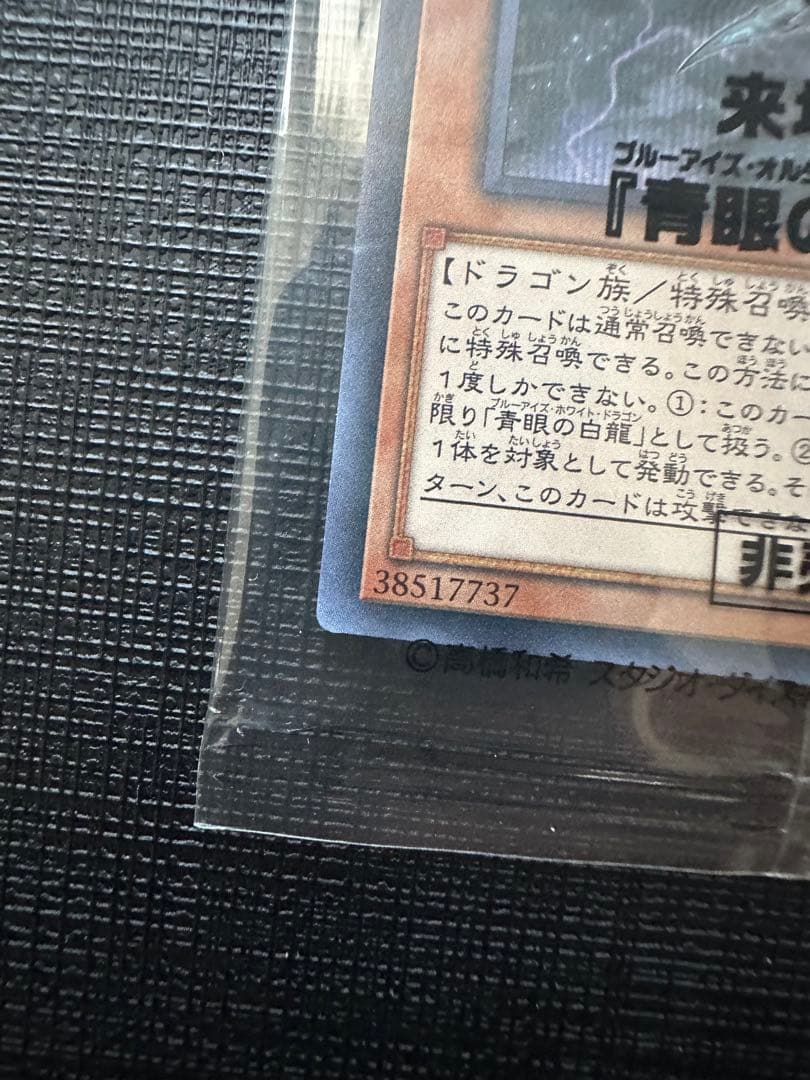 来
ブルーアイズ・オルタ
『青眼の
【ドラゴン族／特殊召喚
このカードは通常召喚できない
に特殊召喚できる。この方法に
1度しかできない。①：このカー
限り「青眼の白龍」として扱う。②
1体を対象として発動できる。そ
ターン、このカードは攻撃できな
非
38517737
©高橋和希 スタジオ・ダイス